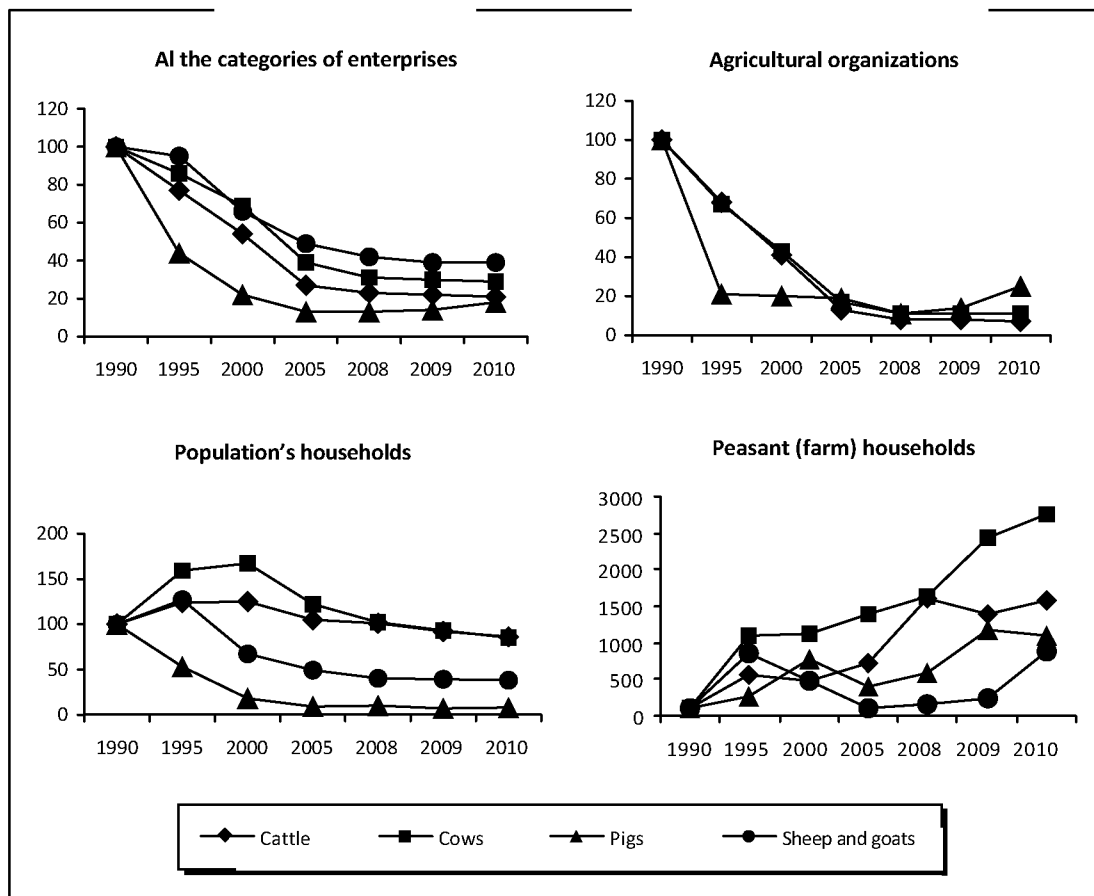 Al the categories of enterprises
120
100
80
60
40
20
0
1990 1995 2000 2005 2008 2009 2010
Agricultural organizations
120
100
80
60
40
20
0
1990 1995 2000 2005 2008 2009 2010
Population's households
200
150
100
50
0
1990 1995 2000 2005 2008 2009 2010
Peasant (farm) households
3000
2500
2000
1500
1000
500
0
1990 1995 2000 2005 2008 2009 2010
Cattle Cows Pigs Sheep and goats